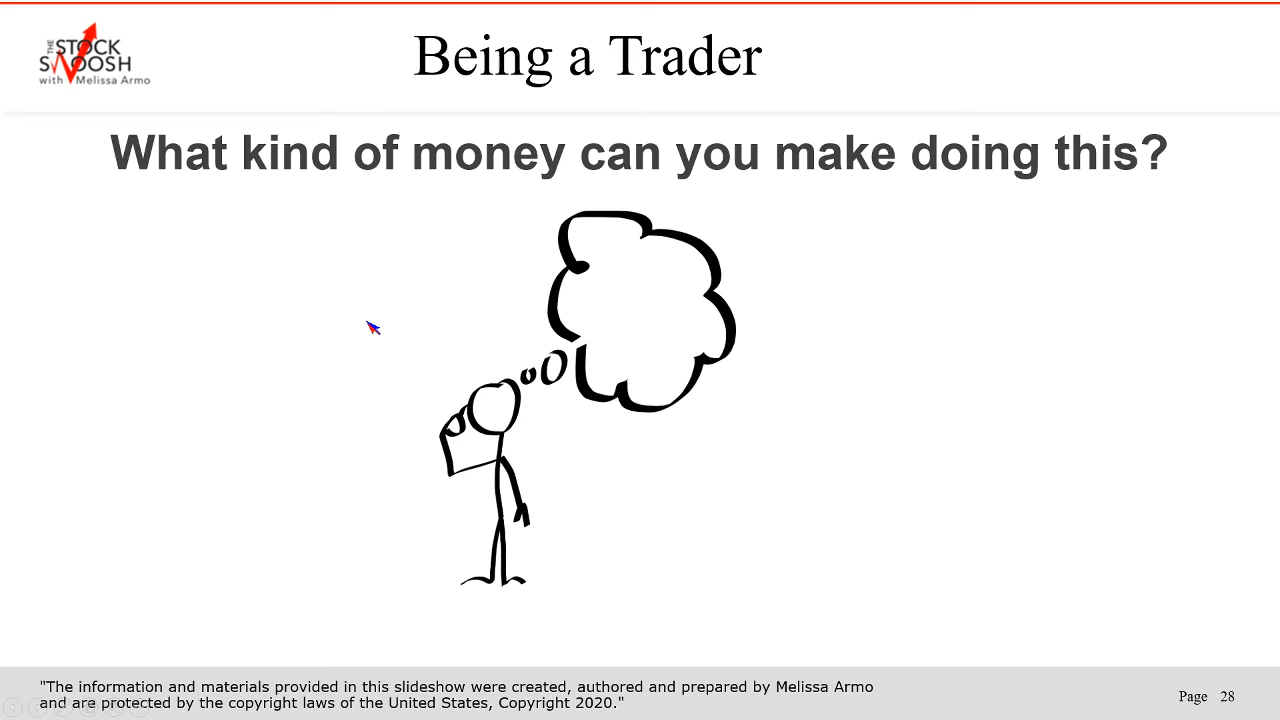 THE STOCK
SWOOSH
with Melissa Armo
Being a Trader
What kind of money can you make doing this?
"The information and materials provided in this slideshow were created, authored and prepared by Melissa Armo
and are protected by the copyright laws of the United States, Copyright 2020."
Page 28